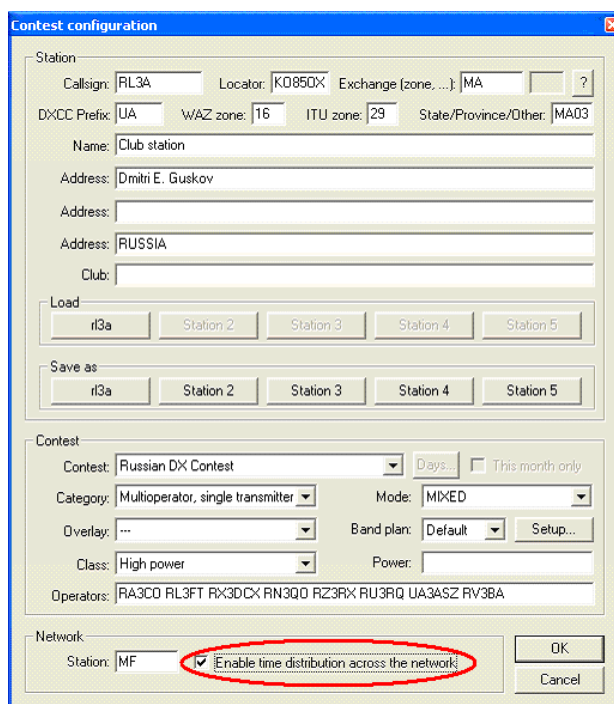 Contest configuration
Station
Callsign: RL3A Locator: KO85OX Exchange (zone, ...): MA ?
DXCC Prefix: UA WAZ zone: 16 ITU zone: 29 State/Province/Other: MA03
Name: Club station
Address: Dmitri E. Guskov
Address:
Address: RUSSIA
Club:
Load
rl3a Station 2 Station 3 Station 4 Station 5
Save as
rl3a Station 2 Station 3 Station 4 Station 5
Contest
Contest: Russian DX Contest Days... This month only
Category: Multioperator, single transmitter Mode: MIXED
Overlay: --- Band plan: Default Setup...
Class: High power Power:
Operators: RA3CO RL3FT RX3DCX RN3QO RZ3RX RU3RQ UA3ASZ RV3BA
Network
Station: MF Enable time distribution across the network
OK
Cancel